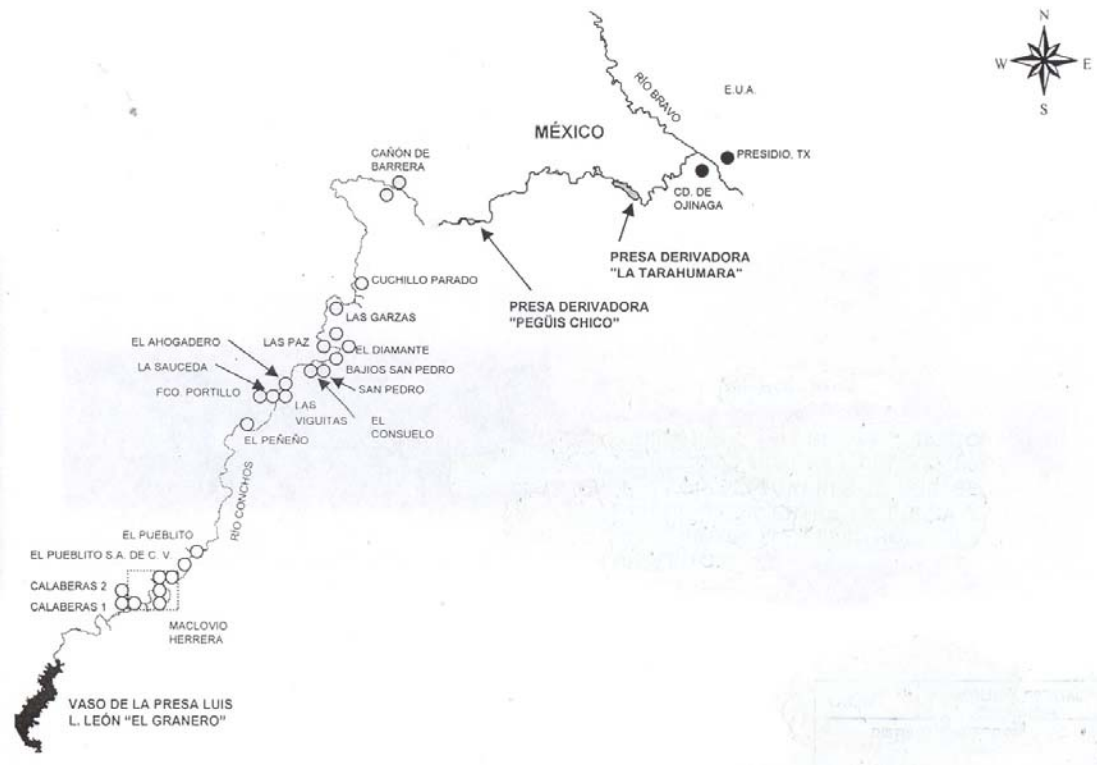 N
W
E
S
RÍO BRAVO
E.U.A.
MÉXICO
PRESIDIO, TX
CAÑÓN DE
BARRERA
CD. DE
OJINAGA
PRESA DERIVADORA
"LA TARAHUMARA"
CUCHILLO PARADO
PRESA DERIVADORA
"PEGÜIS CHICO"
LAS GARZAS
EL AHOGADERO
LAS PAZ
EL DIAMANTE
LA SAUCEDA
BAJIOS SAN PEDRO
FCO. PORTILLO
SAN PEDRO
LAS
VIGUITAS
EL
CONSUELO
EL PEÑEÑO
RÍO CONCHOS
EL PUEBLITO
EL PUEBLITO S.A. DE C. V.
CALABERAS 2
CALABERAS 1
MACLOVIO
HERRERA
VASO DE LA PRESA LUIS
L. LEÓN "EL GRANERO"